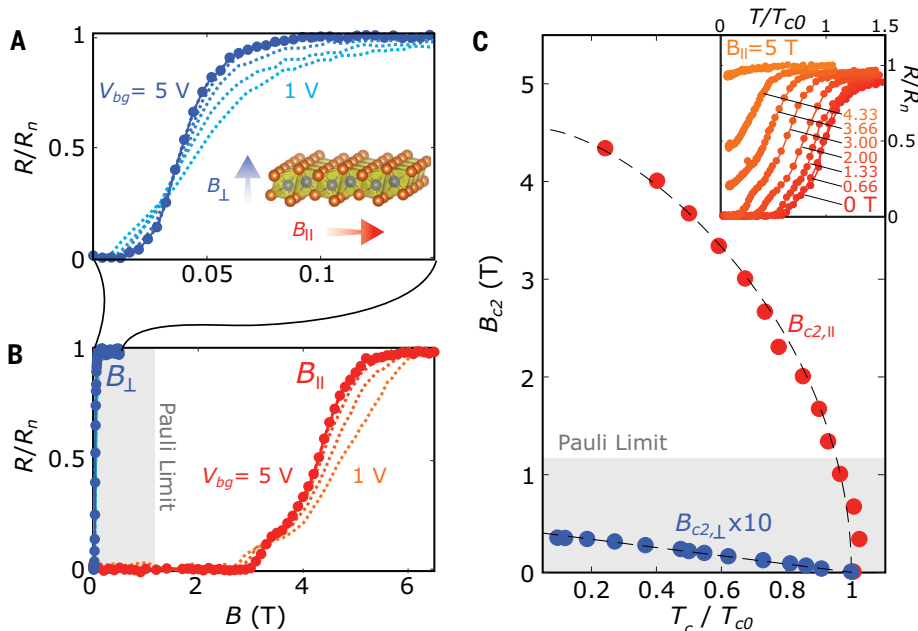 A
1
R/Rn
0.5
0
Vbg= 5 V
1 V
B⊥
B||
0.05
0.1
B
1
R/Rn
0.5
0
B⊥
Pauli Limit
B||
Vbg= 5 V
1 V
0
2
4
6
B (T)
C
5
4
3
2
1
0
Bc2 (T)
Bc2,||
Pauli Limit
Bc2,⊥x10
0.2
0.4
0.6
0.8
1
Tc / Tc0
T/Tc0
0
1
1.5
B||=5 T
1
0.5
0
R/Rn
4.33
3.66
3.00
2.00
1.33
0.66
0 T